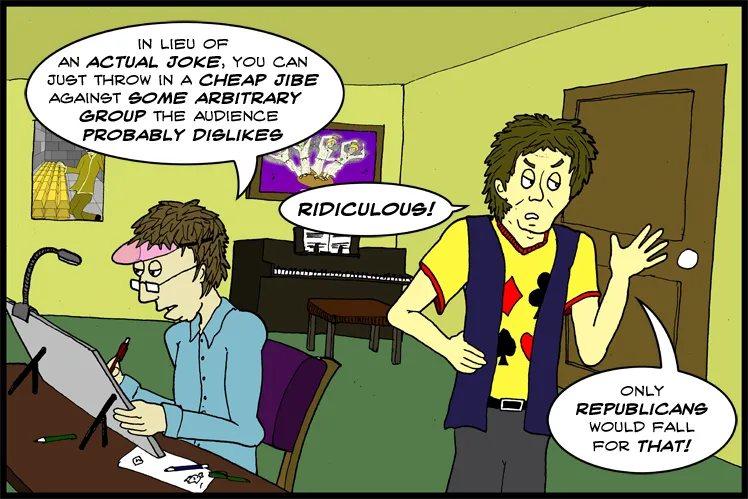 IN LIEU OF
AN ACTUAL JOKE, YOU CAN
JUST THROW IN A CHEAP JIBE
AGAINST SOME ARBITRARY
GROUP THE AUDIENCE
PROBABLY DISLIKES
RIDICULOUS!
ONLY
REPUBLICANS
WOULD FALL
FOR THAT!